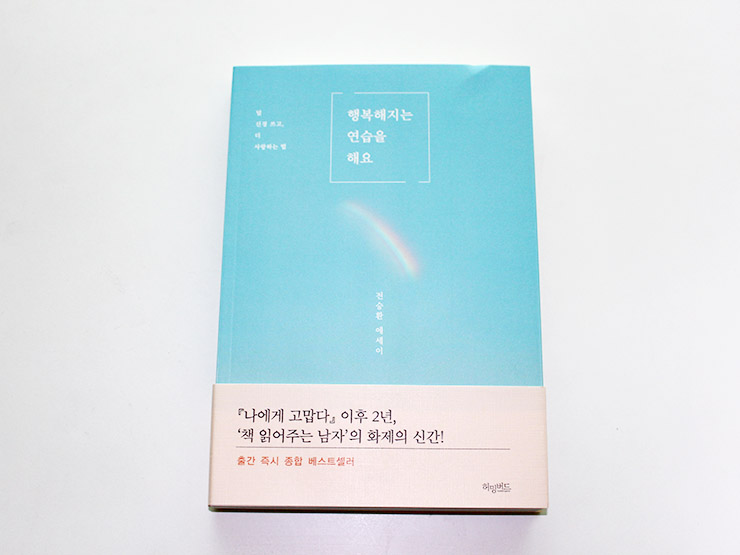 행복해지는
연습을
해요
덜
신경 쓰고,
더
사랑하는 법
전승환 에세이
『나에게 고맙다』 이후 2년,
‘책 읽어주는 남자’의 화제의 신간!
출간 즉시 종합 베스트셀러
허밍버드